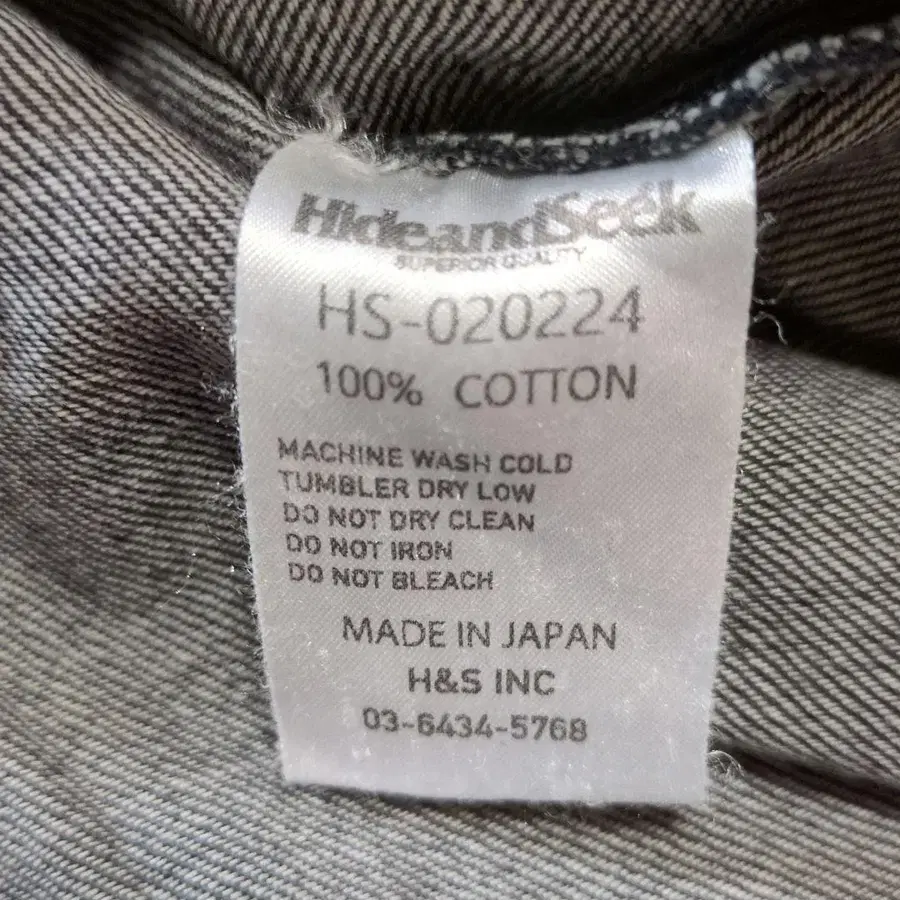 HideandSeek
SUPERIOR QUALITY
HS-020224
100% COTTON
MACHINE WASH COLD
TUMBLER DRY LOW
DO NOT DRY CLEAN
DO NOT IRON
DO NOT BLEACH
MADE IN JAPAN
H&S INC
03-6434-5768